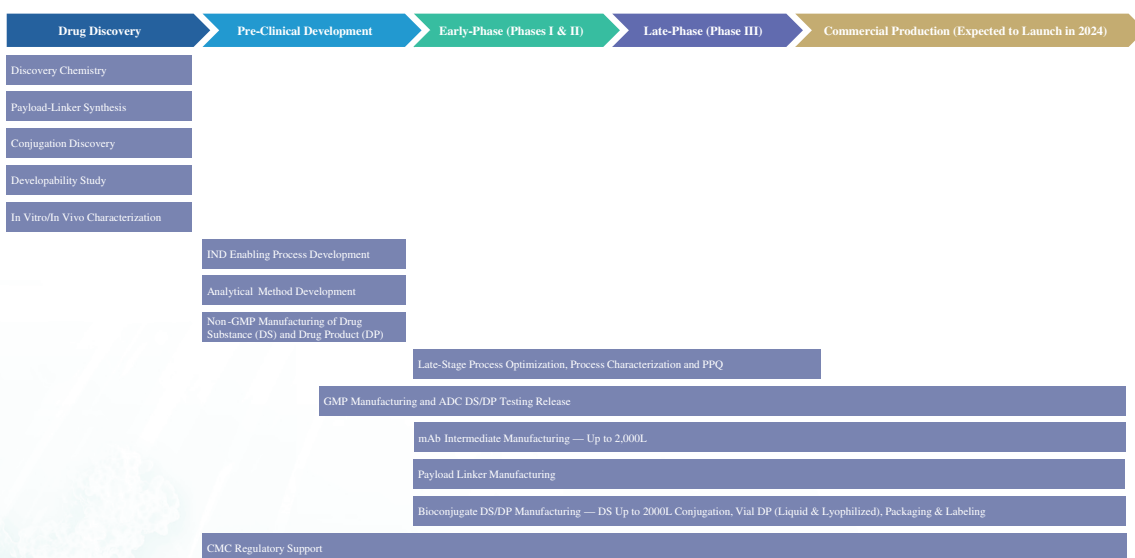 Drug Discovery
Pre-Clinical Development
Early-Phase (Phases I & II)
Late-Phase (Phase III)
Commercial Production (Expected to Launch in 2024)
Discovery Chemistry
Payload-Linker Synthesis
Conjugation Discovery
Developability Study
In Vitro/In Vivo Characterization
IND Enabling Process Development
Analytical Method Development
Non-GMP Manufacturing of Drug
Substance (DS) and Drug Product (DP)
Late-Stage Process Optimization, Process Characterization and PPQ
GMP Manufacturing and ADC DS/DP Testing Release
mAb Intermediate Manufacturing — Up to 2,000L
Payload Linker Manufacturing
Bioconjugate DS/DP Manufacturing — DS Up to 2000L Conjugation, Vial DP (Liquid & Lyophilized), Packaging & Labeling
CMC Regulatory Support